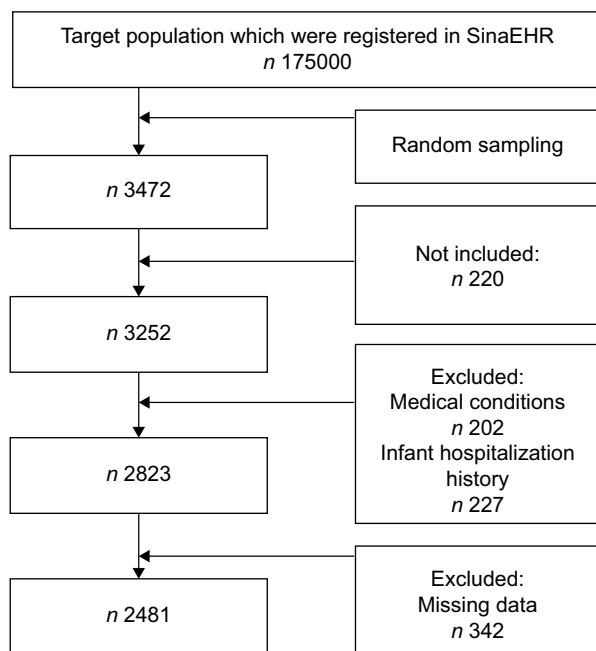 Target population which were registered in SinaEHR
n 175000
Random sampling
n 3472
Not included:
n 220
n 3252
Excluded:
Medical conditions
n 202
Infant hospitalization
history
n 227
n 2823
Excluded:
Missing data
n 342
n 2481